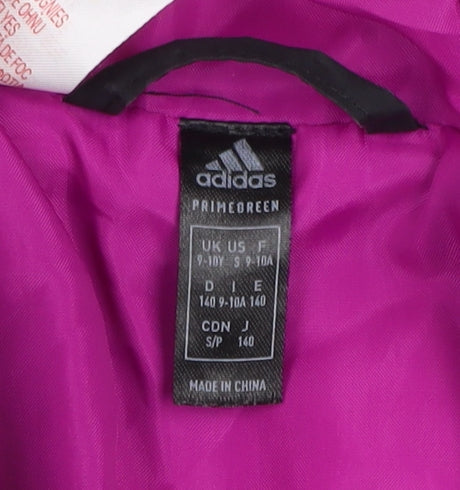 adidas
PRIMEGREEN
UK US F
9-10Y S 9-10A
D I E
140 9-10A 140
CDN J
S/P 140
MADE IN CHINA